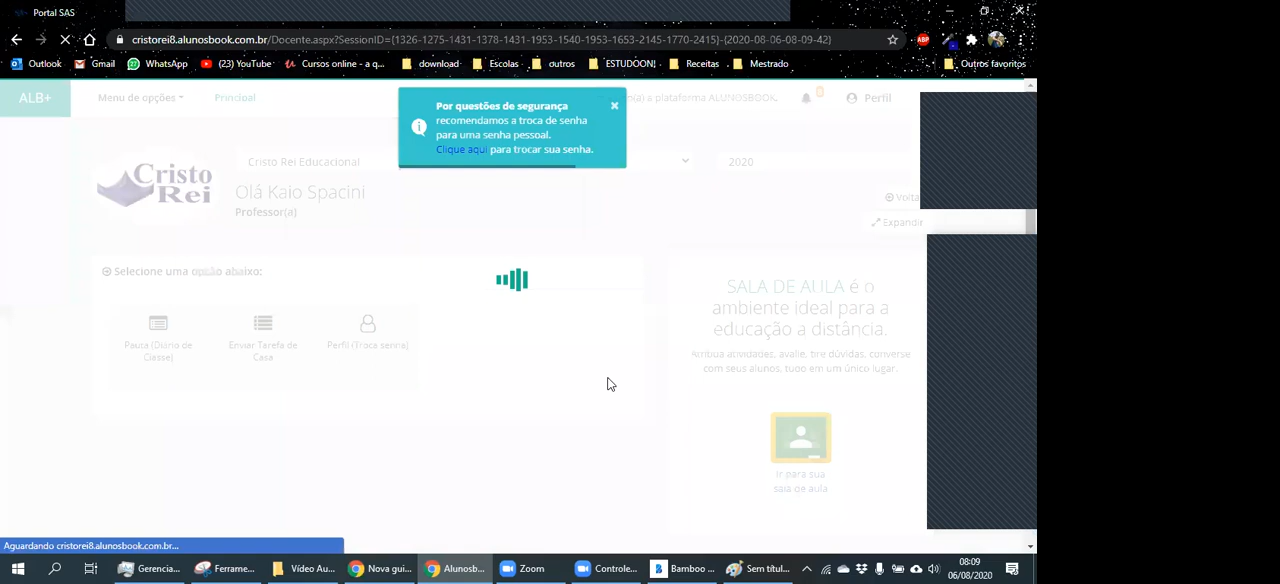 Portal SAS
cristorei8.alunosbook.com.br/Docente.aspx?SessionID={1326-1275-1431-1378-1431-1953-1540-1953-1653-2145-1770-2415}-{2020-08-06-08-09-42}
ABP
Outlook Gmail WhatsApp (23) YouTube Cursos online - a q... download Escolas outros ESTUDOON! Receitas Mestrado Outros favoritos
ALB+ Menu de opções Principal o(a) a plataforma ALUNOSBOOK. Perfil
Por questões de segurança
recomendamos a troca de senha
para uma senha pessoal.
Clique aqui para trocar sua senha.
Cristo Rei
Cristo Rei Educacional 2020
Olá Kaio Spacini
Professor(a)
Volta
Expandir
Selecione uma opção abaixo:
Pauta (Diário de
Classe)
Enviar Tarefa de
Casa
Perfil (Troca senha)
SALA DE AULA é o
ambiente ideal para a
educação a distância.
Atribua atividades, avalie, tire dúvidas, converse
com seus alunos, tudo em um único lugar.
Ir para sua
sala de aula
Aguardando cristorei8.alunosbook.com.br...
Gerencia... Ferrame... Vídeo Au... Nova gui... Alunosb... Zoom Controle... Bamboo ... Sem títul...
08:09
06/08/2020